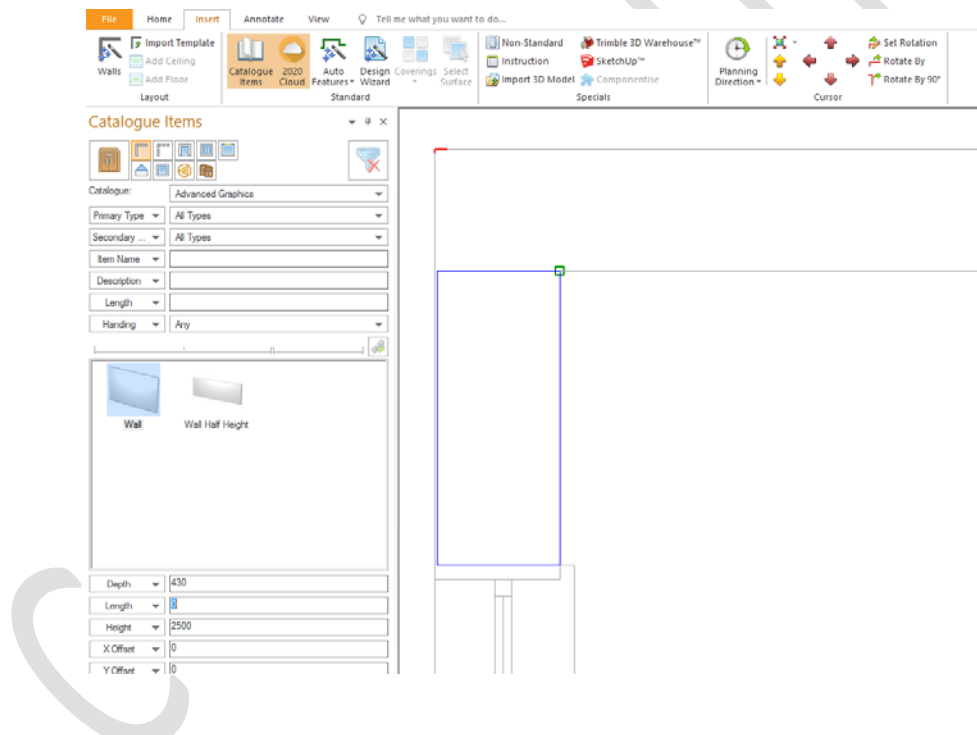 File Home Insert Annotate View Tell me what you want to do...
Walls
Import Template
Add Ceiling
Add Floor
Layout
Catalogue Items
2020 Cloud
Auto Features
Design Wizard
Coverings
Select Surface
Standard
Non-Standard
Instruction
Import 3D Model
Trimble 3D Warehouse™
SketchUp™
Componentise
Specials
Planning Direction
Set Rotation
Rotate By
Rotate By 90°
Cursor
Catalogue Items
Catalogue: Advanced Graphics
Primary Type All Types
Secondary ... All Types
Item Name
Description
Length
Handing Any
Wall Wall Half Height
Depth 430
Length 0
Height 2500
X Offset 0
Y Offset 0